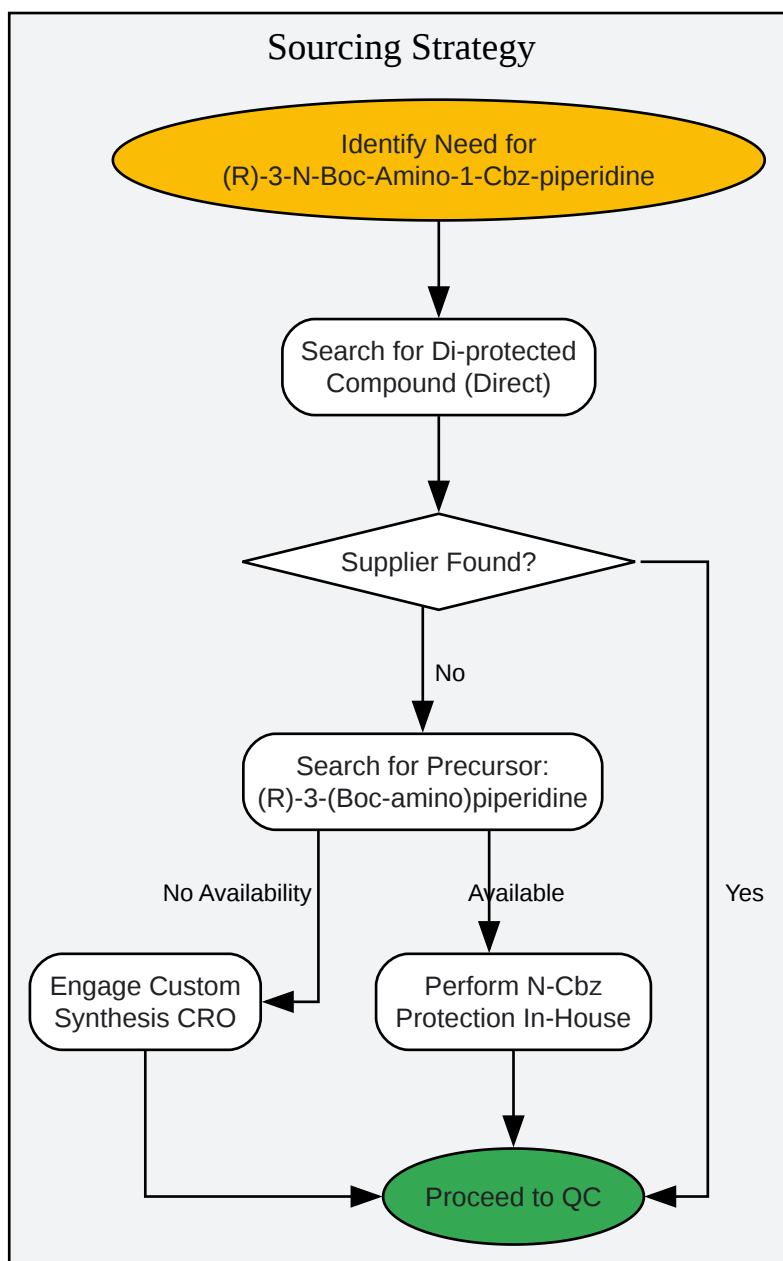 Sourcing Strategy
Identify Need for
(R)-3-N-Boc-Amino-1-Cbz-piperidine
Search for Di-protected
Compound (Direct)
Supplier Found?
No
Search for Precursor:
(R)-3-(Boc-amino)piperidine
No Availability
Available
Yes
Engage Custom
Synthesis CRO
Perform N-Cbz
Protection In-House
Proceed to QC